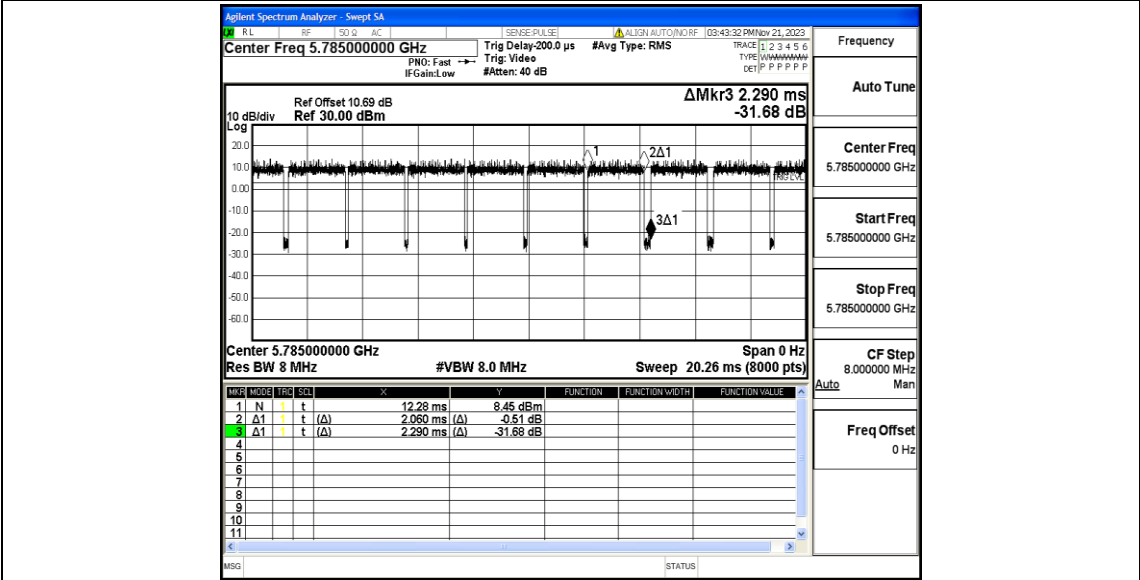 Agilent Spectrum Analyzer - Swept SA
RL RF 50 Ω AC SENSE:PULSE ALIGN AUTO/NO RF 03:43:32 PM Nov 21, 2023
Center Freq 5.785000000 GHz
PNO: Fast
IFGain:Low
Trig Delay-200.0 µs
Trig: Video
#Atten: 40 dB
#Avg Type: RMS
TRACE 1 2 3 4 5 6
TYPE WWWWWW
DET P P P P P P
Ref Offset 10.69 dB
10 dB/div Ref 30.00 dBm
Log
ΔMkr3 2.290 ms
-31.68 dB
20.0
10.0
0.00
-10.0
-20.0
-30.0
-40.0
-50.0
-60.0
1
2Δ1
3Δ1
TRIG LVL
Center 5.785000000 GHz Span 0 Hz
Res BW 8 MHz #VBW 8.0 MHz Sweep 20.26 ms (8000 pts)
MKR MODE TRC SCL X Y FUNCTION FUNCTION WIDTH FUNCTION VALUE
1 N t 12.28 ms 8.45 dBm
2 Δ1 t (Δ) 2.060 ms (Δ) -0.51 dB
3 Δ1 t (Δ) 2.290 ms (Δ) -31.68 dB
4
5
6
7
8
9
10
11
MSG STATUS
Frequency
Auto Tune
Center Freq
5.785000000 GHz
Start Freq
5.785000000 GHz
Stop Freq
5.785000000 GHz
CF Step
8.000000 MHz
Auto Man
Freq Offset
0 Hz